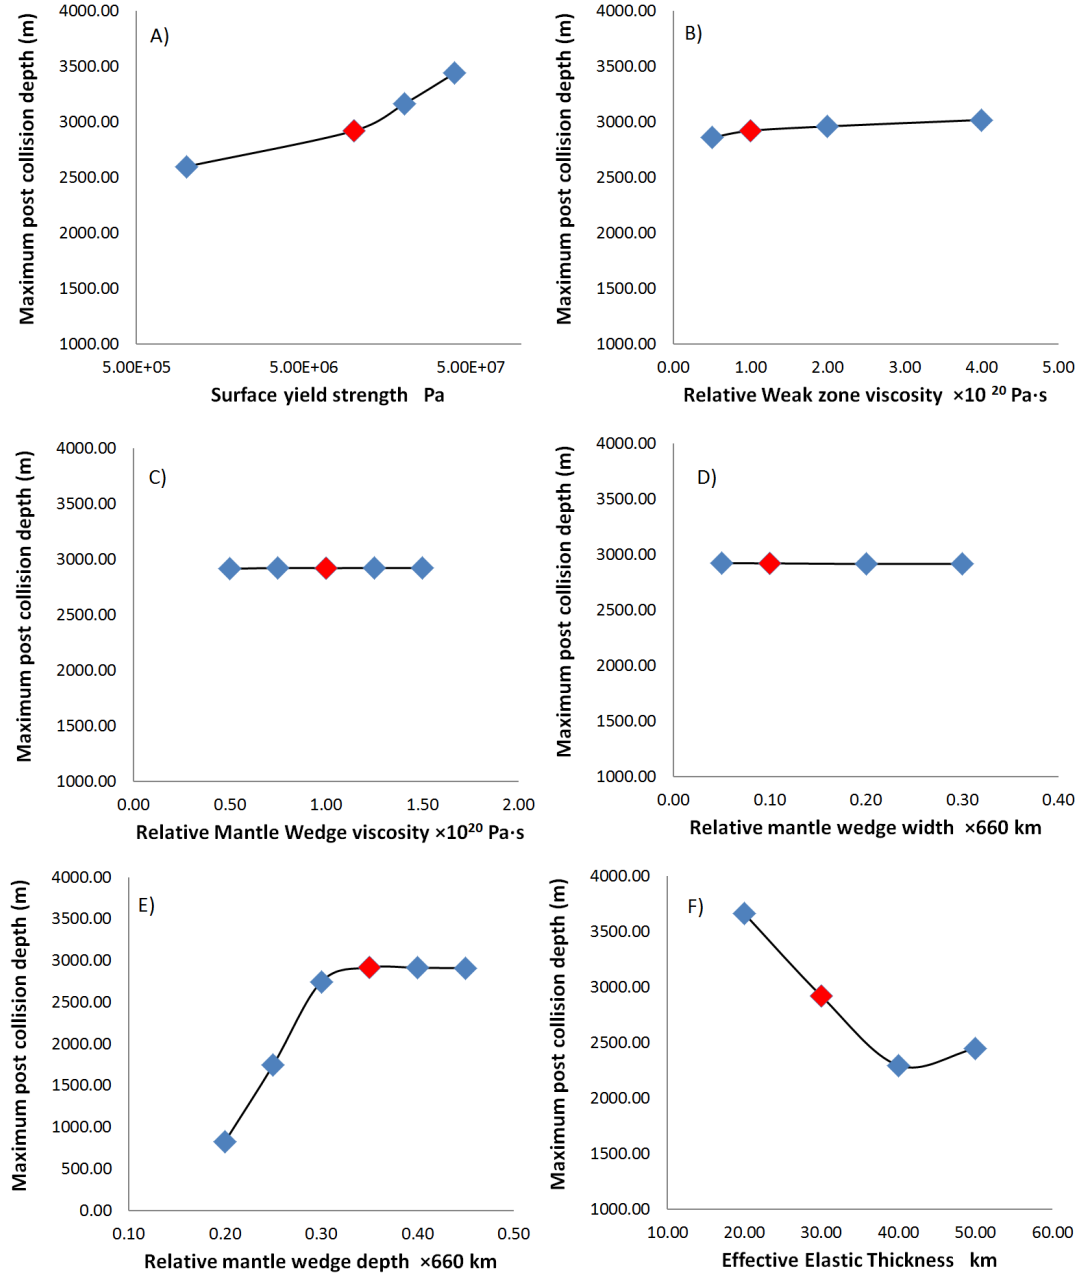 A)
Maximum post collision depth (m)
4000.00
3500.00
3000.00
2500.00
2000.00
1500.00
1000.00
5.00E+05 5.00E+06 5.00E+07
Surface yield strength Pa
B)
Maximum post collision depth (m)
4000.00
3500.00
3000.00
2500.00
2000.00
1500.00
1000.00
0.00 1.00 2.00 3.00 4.00 5.00
Relative Weak zone viscosity ×10 ²⁰ Pa·s
C)
Maximum post collision depth (m)
4000.00
3500.00
3000.00
2500.00
2000.00
1500.00
1000.00
0.00 0.50 1.00 1.50 2.00
Relative Mantle Wedge viscosity ×10²⁰ Pa·s
D)
Maximum post collision depth (m)
4000.00
3500.00
3000.00
2500.00
2000.00
1500.00
1000.00
0.00 0.10 0.20 0.30 0.40
Relative mantle wedge width ×660 km
E)
Maximum post collision depth (m)
4000.00
3500.00
3000.00
2500.00
2000.00
1500.00
1000.00
500.00
0.00
0.10 0.20 0.30 0.40 0.50
Relative mantle wedge depth ×660 km
F)
Maximum post collision depth (m)
4000.00
3500.00
3000.00
2500.00
2000.00
1500.00
1000.00
10.00 20.00 30.00 40.00 50.00 60.00
Effective Elastic Thickness km